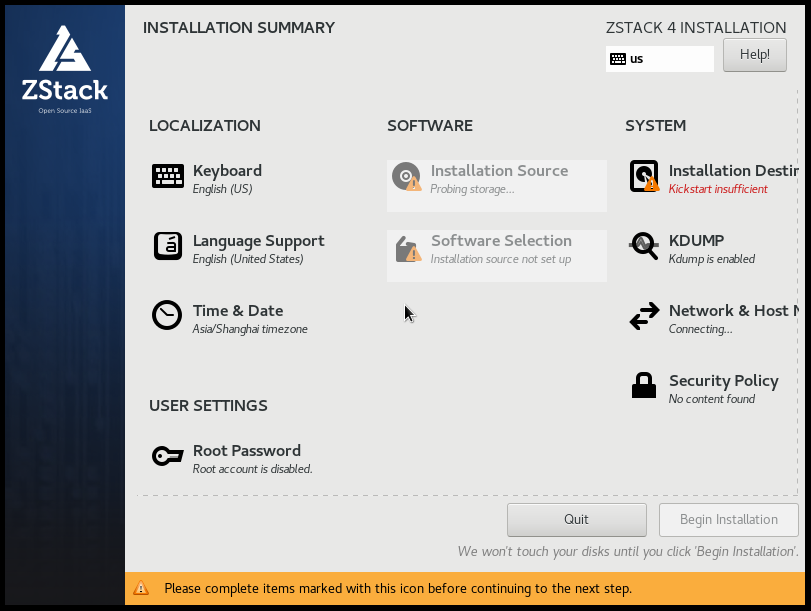 ZStack
Open Source IaaS
INSTALLATION SUMMARY
ZSTACK 4 INSTALLATION
us
Help!
LOCALIZATION
Keyboard
English (US)
Language Support
English (United States)
Time & Date
Asia/Shanghai timezone
USER SETTINGS
Root Password
Root account is disabled.
SOFTWARE
Installation Source
Probing storage...
Software Selection
Installation source not set up
SYSTEM
Installation Destin
Kickstart insufficient
KDUMP
Kdump is enabled
Network & Host N
Connecting...
Security Policy
No content found
Quit
Begin Installation
We won't touch your disks until you click 'Begin Installation'.
Please complete items marked with this icon before continuing to the next step.